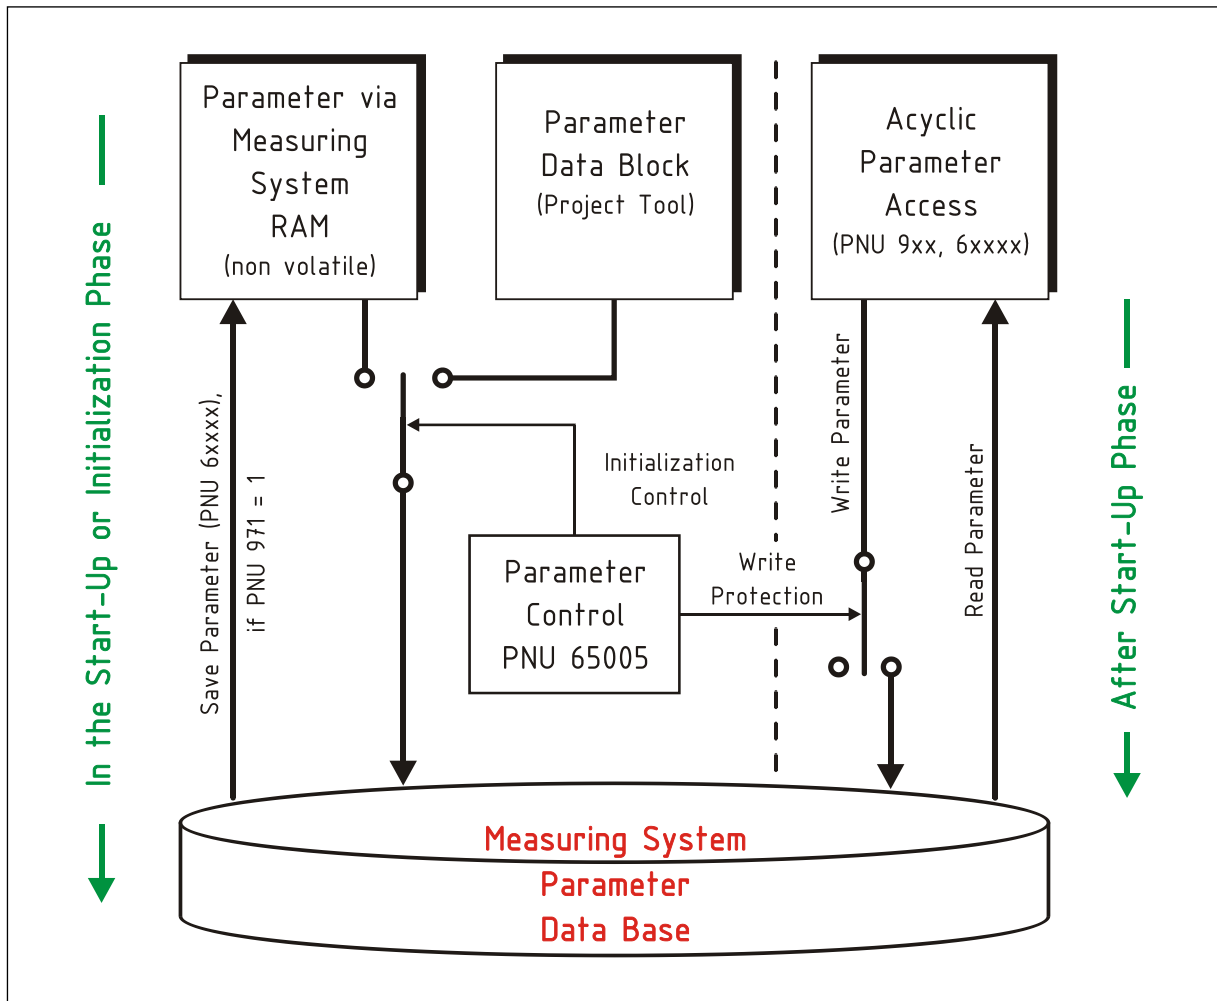 Parameter via
Measuring
System
RAM
(non volatile)
Parameter
Data Block
(Project Tool)
Acyclic
Parameter
Access
(PNU 9xx, 6xxxx)
In the Start-Up or Initialization Phase
Save Parameter (PNU 6xxxx),
if PNU 971 = 1
Initialization
Control
Parameter
Control
PNU 65005
Write
Protection
Write Parameter
Read Parameter
After Start-Up Phase
Measuring System
Parameter
Data Base